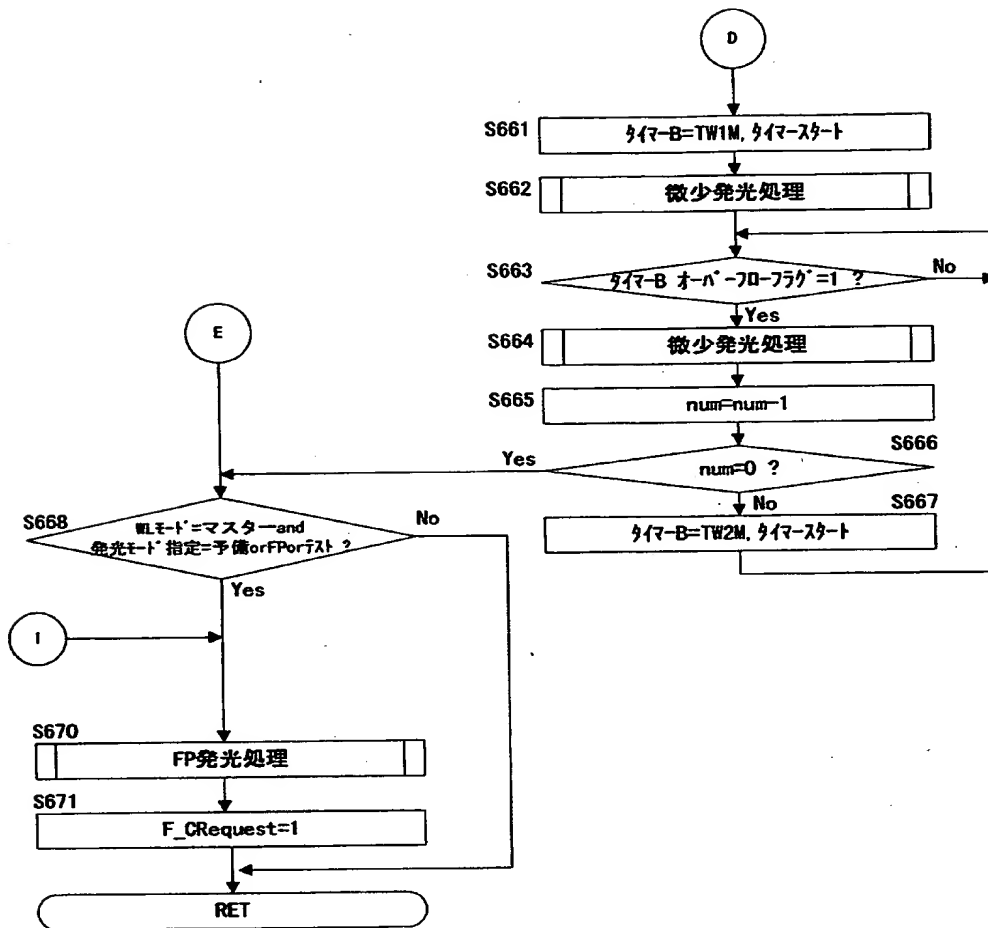 D
S661
ﾀｲﾏｰB=TW1M, ﾀｲﾏｰｽﾀｰﾄ
S662
微少発光処理
S663
ﾀｲﾏｰB ｵｰﾊﾞｰﾌﾛｰﾌﾗｸﾞ=1 ?
No
Yes
E
S664
微少発光処理
S665
num=num-1
S666
num=0 ?
Yes
No
S667
ﾀｲﾏｰB=TW2M, ﾀｲﾏｰｽﾀｰﾄ
S668
WLﾓｰﾄﾞ=マスターand
発光ﾓｰﾄﾞ指定=予備orFPorﾃｽﾄ ?
No
Yes
I
S670
FP発光処理
S671
F_CRequest=1
RET